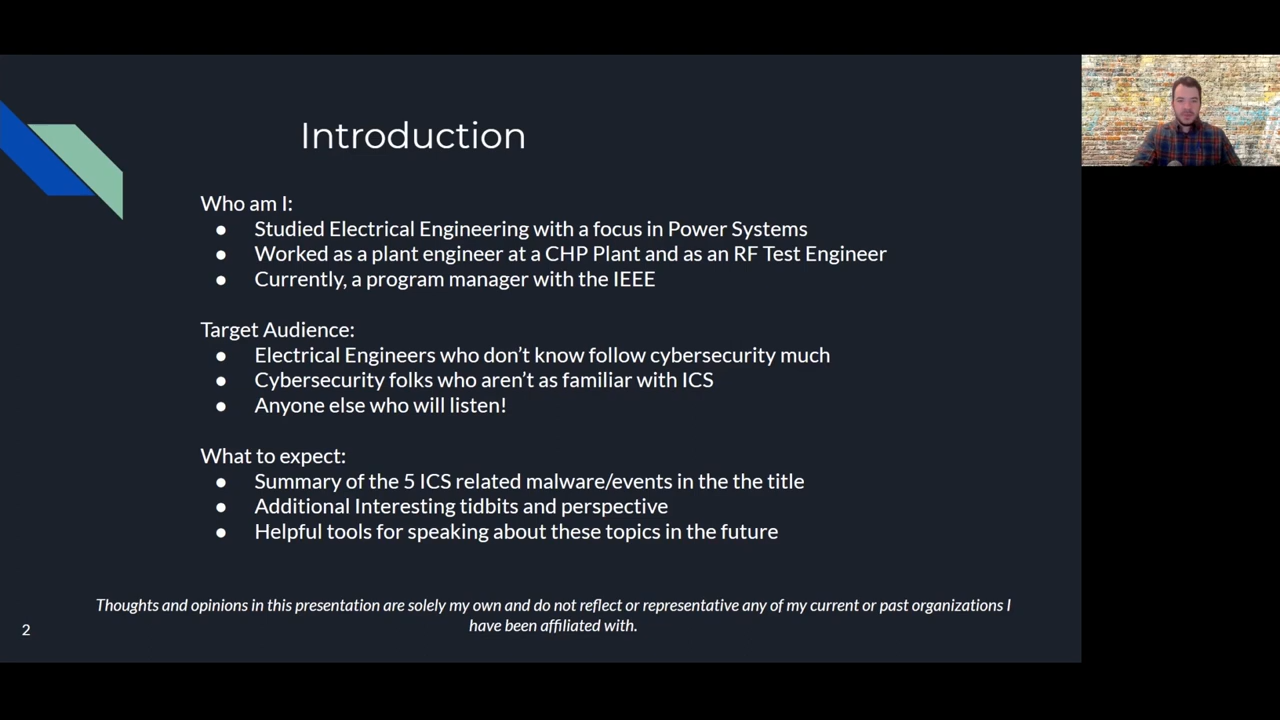 Introduction
Who am I:
● Studied Electrical Engineering with a focus in Power Systems
● Worked as a plant engineer at a CHP Plant and as an RF Test Engineer
● Currently, a program manager with the IEEE
Target Audience:
● Electrical Engineers who don't know follow cybersecurity much
● Cybersecurity folks who aren't as familiar with ICS
● Anyone else who will listen!
What to expect:
● Summary of the 5 ICS related malware/events in the the title
● Additional Interesting tidbits and perspective
● Helpful tools for speaking about these topics in the future
Thoughts and opinions in this presentation are solely my own and do not reflect or representative any of my current or past organizations I
have been affiliated with.
2